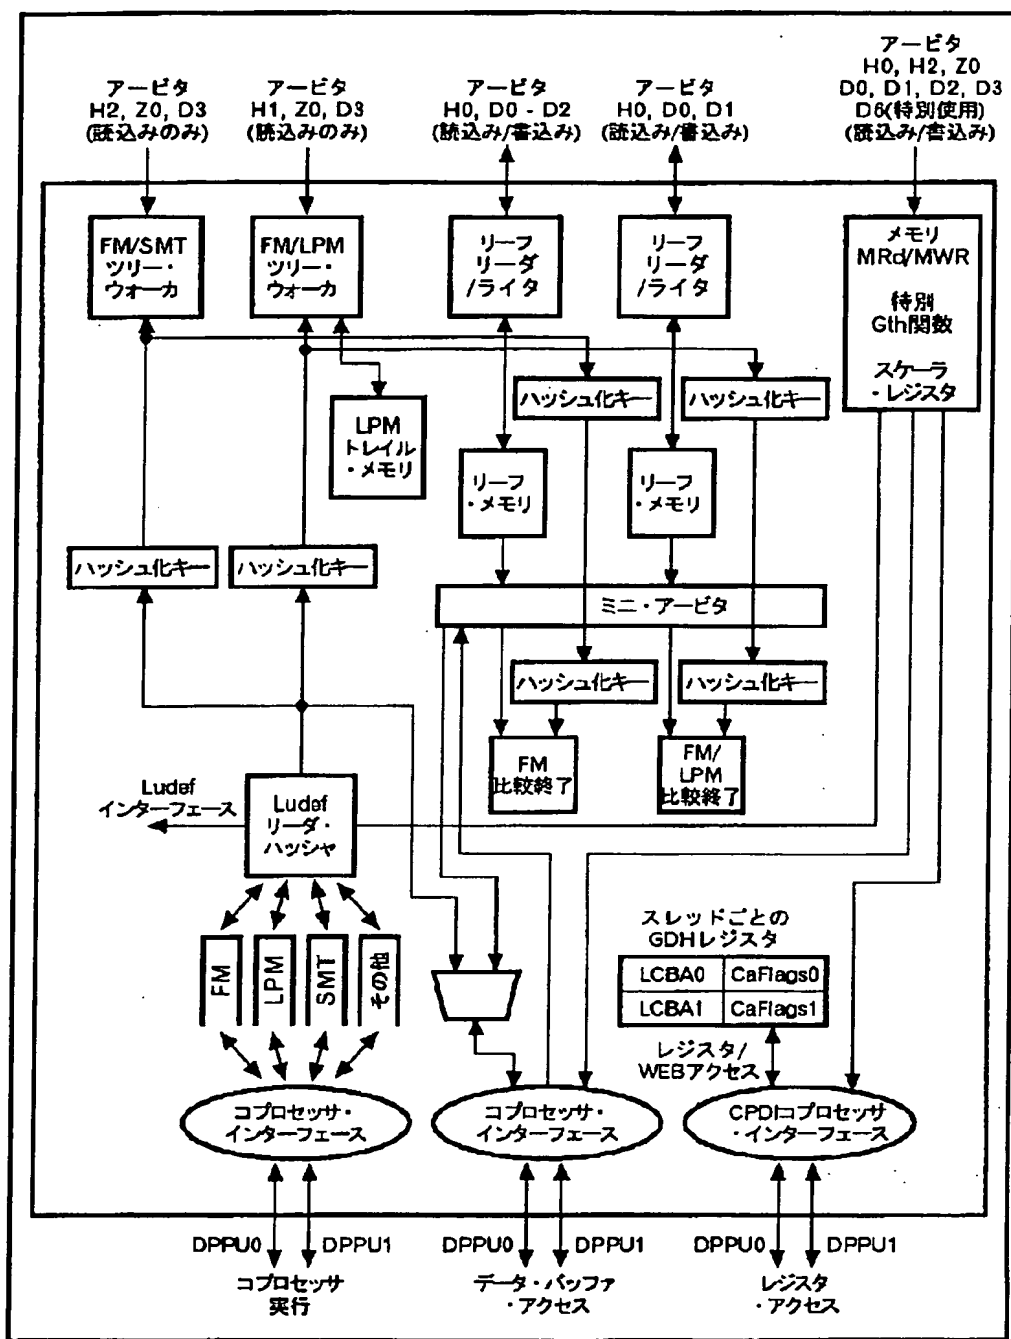 アービタ
H2, Z0, D3
(読込みのみ)
アービタ
H1, Z0, D3
(読込みのみ)
アービタ
H0, D0 - D2
(読込み/書込み)
アービタ
H0, D0, D1
(読込み/書込み)
アービタ
H0, H2, Z0
D0, D1, D2, D3
D6(特別使用)
(読込み/書込み)
FM/SMT
ツリー・
ウォーカ
FM/LPM
ツリー・
ウォーカ
リーフ
リーダ
/ライタ
リーフ
リーダ
/ライタ
メモリ
MRd/MWR
特別
Gth関数
スケーラ
・レジスタ
ハッシュ化キー
ハッシュ化キー
LPM
トレイル
・メモリ
リーフ
・メモリ
リーフ
・メモリ
ハッシュ化キー
ハッシュ化キー
ミニ・アービタ
ハッシュ化キー
ハッシュ化キー
FM
比較終了
FM/
LPM
比較終了
Ludef
インターフェース
Ludef
リーダ・
ハッシャ
FM
LPM
SMT
その他
スレッドごとの
GDHレジスタ
LCBA0
CaFlags0
LCBA1
CaFlags1
レジスタ/
WEBアクセス
コプロセッサ・
インターフェース
コプロセッサ・
インターフェース
CPDIコプロセッサ
・インターフェース
DPPU0
DPPU1
コプロセッサ
実行
DPPU0
DPPU1
データ・バッファ
・アクセス
DPPU0
DPPU1
レジスタ
・アクセス